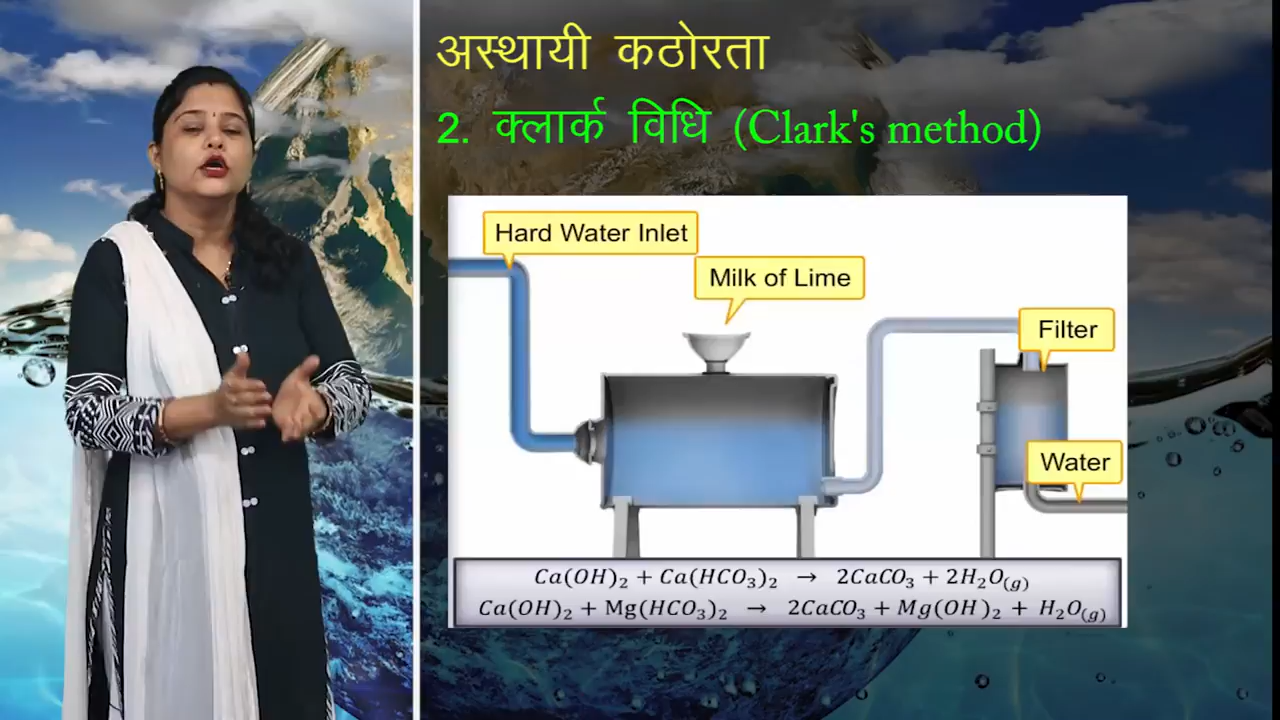 अस्थायी कठोरता
2. क्लार्क विधि (Clark's method)
Hard Water Inlet
Milk of Lime
Filter
Water
Ca(OH)₂ + Ca(HCO₃)₂ → 2CaCO₃ + 2H₂O₍g₎
Ca(OH)₂ + Mg(HCO₃)₂ → 2CaCO₃ + Mg(OH)₂ + H₂O₍g₎